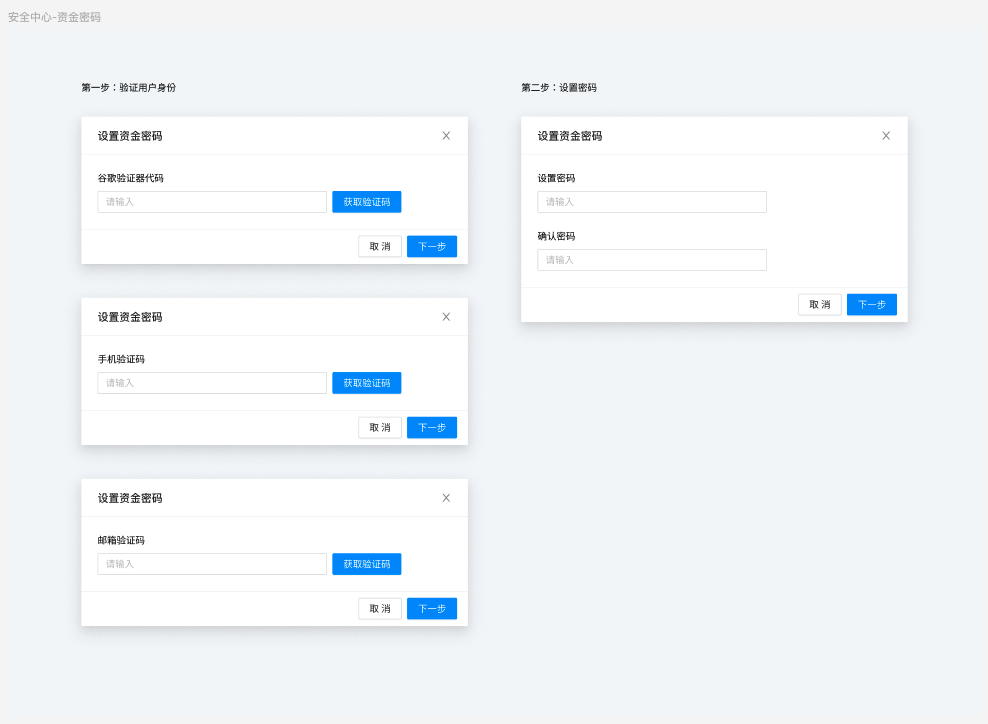 安全中心-资金密码
第一步：验证用户身份
设置资金密码
谷歌验证器代码
请输入 获取验证码
取 消 下一步
设置资金密码
手机验证码
请输入 获取验证码
取 消 下一步
设置资金密码
邮箱验证码
请输入 获取验证码
取 消 下一步
第二步：设置密码
设置资金密码
设置密码
请输入
确认密码
请输入
取 消 下一步